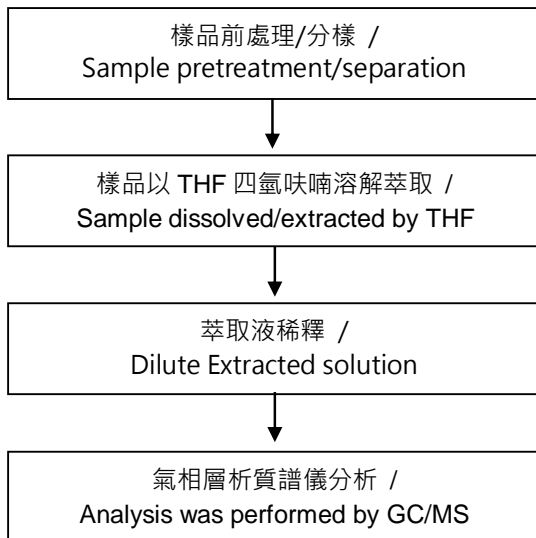 樣品前處理/分樣 /
Sample pretreatment/separation
樣品以 THF 四氫呋喃溶解萃取 /
Sample dissolved/extracted by THF
萃取液稀釋 /
Dilute Extracted solution
氣相層析質譜儀分析 /
Analysis was performed by GC/MS